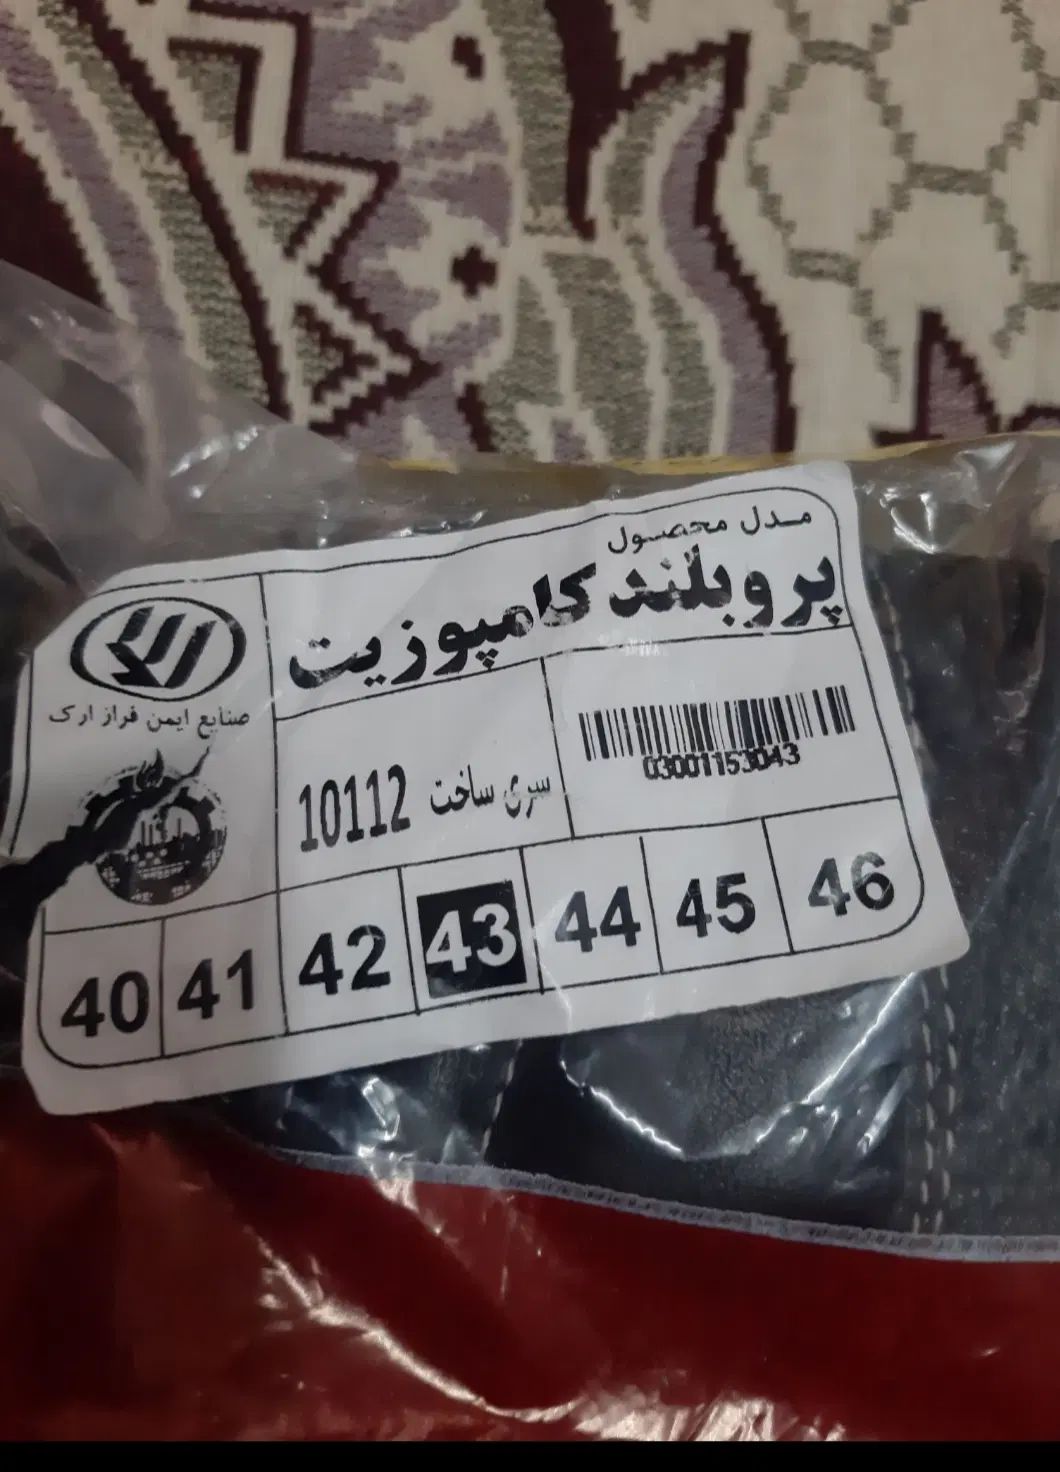 مدل محصول
پروبلند کامپوزیت
ارک
صنایع ایمن فراز ارک
سری ساخت 10112
03001153043
40 41 42 43 44 45 46